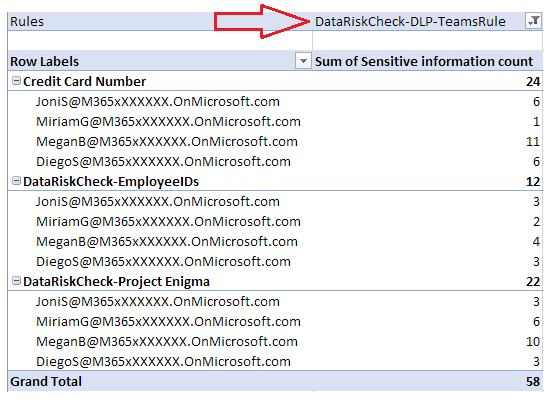 Rules DataRiskCheck-DLP-TeamsRule
Row Labels Sum of Sensitive information count
Credit Card Number 24
JoniS@M365xXXXXXX.OnMicrosoft.com 6
MiriamG@M365xXXXXXX.OnMicrosoft.com 1
MeganB@M365xXXXXXX.OnMicrosoft.com 11
DiegoS@M365xXXXXXX.OnMicrosoft.com 6
DataRiskCheck-EmployeeIDs 12
JoniS@M365xXXXXXX.OnMicrosoft.com 3
MiriamG@M365xXXXXXX.OnMicrosoft.com 2
MeganB@M365xXXXXXX.OnMicrosoft.com 4
DiegoS@M365xXXXXXX.OnMicrosoft.com 3
DataRiskCheck-Project Enigma 22
JoniS@M365xXXXXXX.OnMicrosoft.com 3
MiriamG@M365xXXXXXX.OnMicrosoft.com 6
MeganB@M365xXXXXXX.OnMicrosoft.com 10
DiegoS@M365xXXXXXX.OnMicrosoft.com 3
Grand Total 58